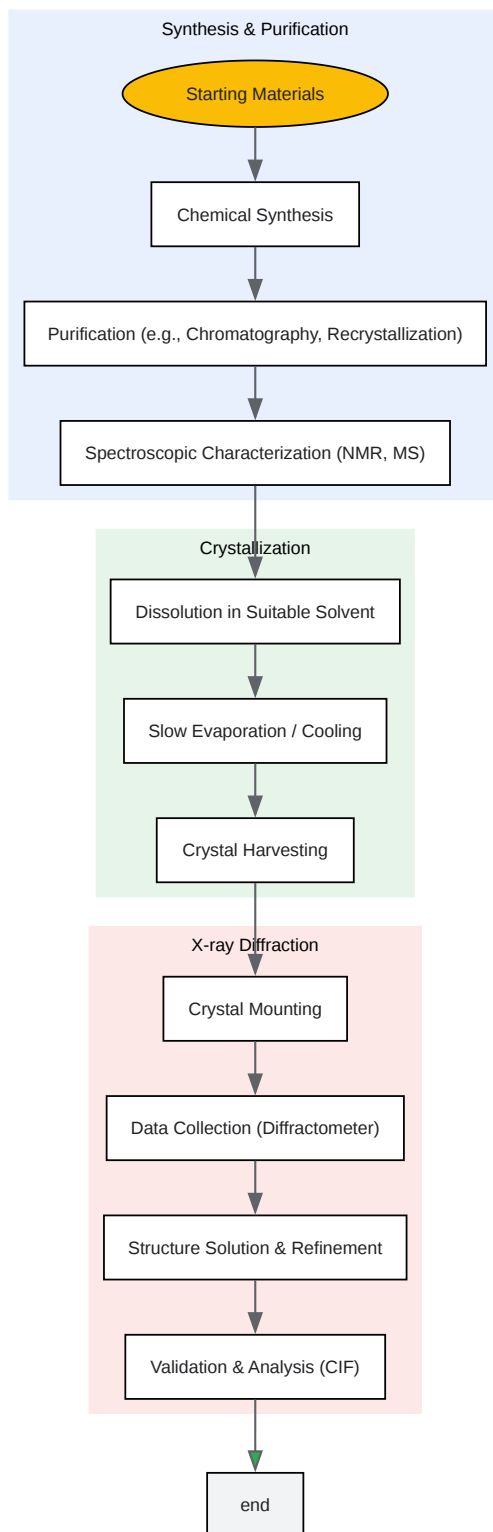 Synthesis & Purification
Starting Materials
Chemical Synthesis
Purification (e.g., Chromatography, Recrystallization)
Spectroscopic Characterization (NMR, MS)
Crystallization
Dissolution in Suitable Solvent
Slow Evaporation / Cooling
Crystal Harvesting
X-ray Diffraction
Crystal Mounting
Data Collection (Diffractometer)
Structure Solution & Refinement
Validation & Analysis (CIF)
end